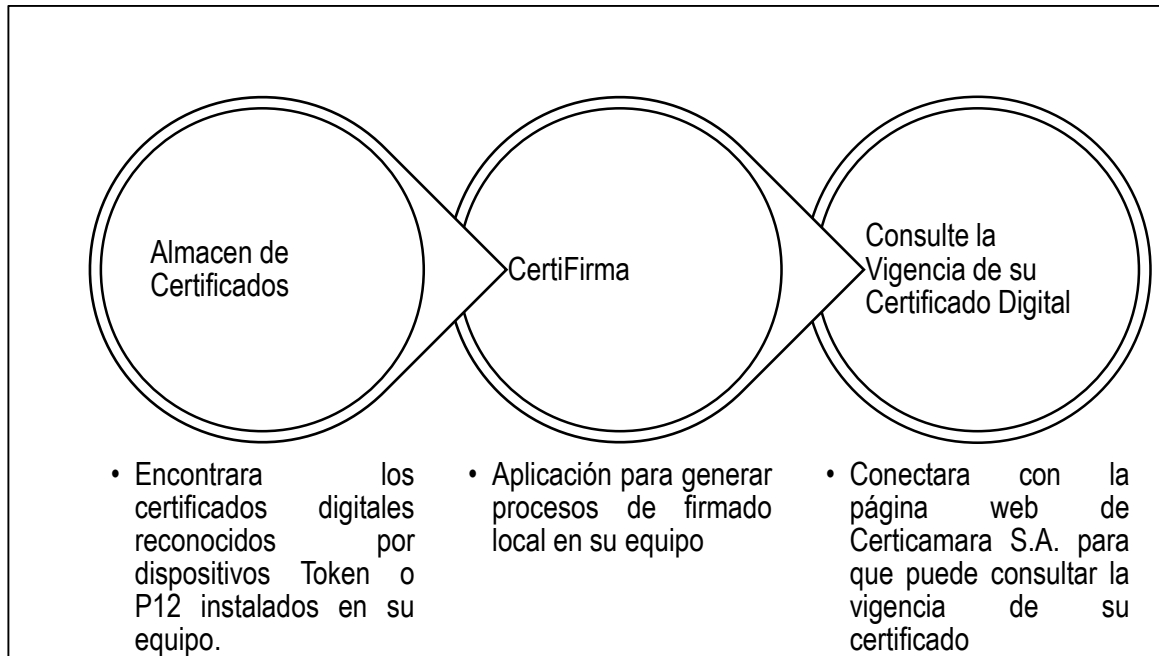 Almacen de
Certificados
CertiFirma
Consulte la
Vigencia de su
Certificado Digital
• Encontrara los
certificados digitales
reconocidos por
dispositivos Token o
P12 instalados en su
equipo.
• Aplicación para generar
procesos de firmado
local en su equipo
• Conectara con la
página web de
Certicamara S.A. para
que puede consultar la
vigencia de su
certificado